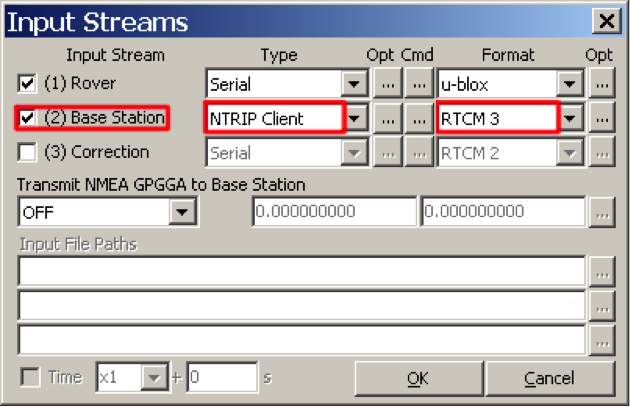 Input Streams
Input Stream Type Opt Cmd Format Opt
(1) Rover Serial ... ... u-blox ...
(2) Base Station NTRIP Client ... ... RTCM 3 ...
(3) Correction Serial ... ... RTCM 2 ...
Transmit NMEA GPGGA to Base Station
OFF 0.000000000 0.000000000 ...
Input File Paths
...
...
...
Time x1 + 0 s OK Cancel